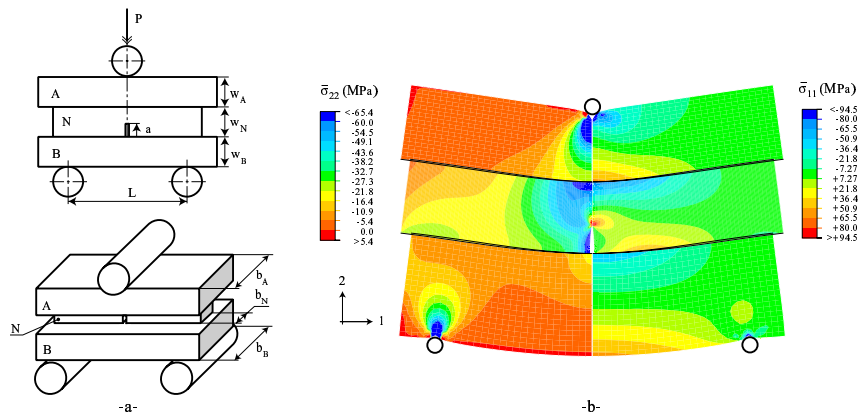 P
A
N
B
a
w_A
w_N
w_B
L
A
N
B
b_A
b_N
b_B
-a-
σ̄₂₂ (MPa)
<-65.4
-60.0
-54.5
-49.1
-43.6
-38.2
-32.7
-27.3
-21.8
-16.4
-10.9
-5.4
0.0
>5.4
2
1
σ̄₁₁ (MPa)
<-94.5
-80.0
-65.5
-50.9
-36.4
-21.8
-7.27
+7.27
+21.8
+36.4
+50.9
+65.5
+80.0
>+94.5
-b-